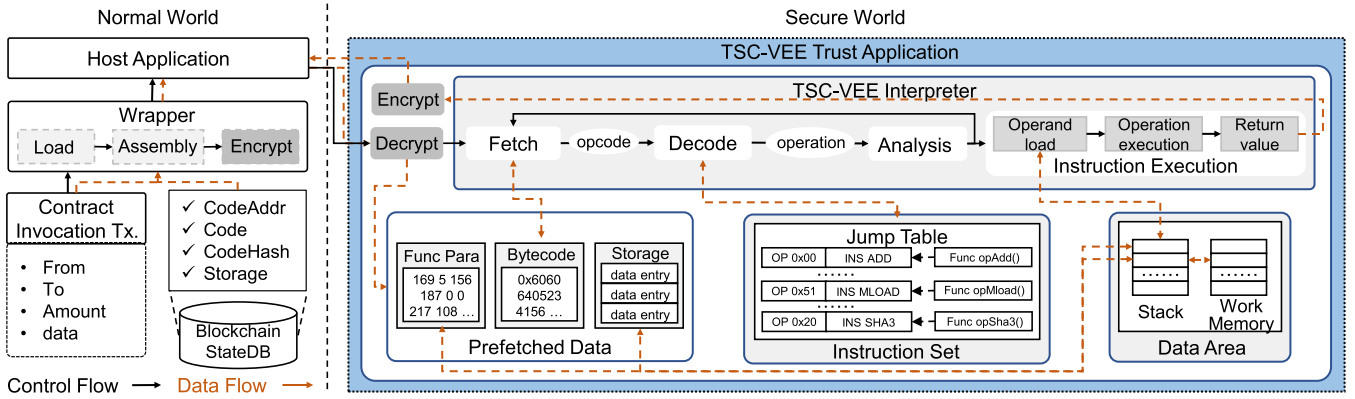 Normal World
Secure World
Host Application
TSC-VEE Trust Application
Wrapper
Load
Assembly
Encrypt
Contract
Invocation Tx.
• From
• To
• Amount
• data
✓ CodeAddr
✓ Code
✓ CodeHash
✓ Storage
Blockchain
StateDB
Control Flow
Data Flow
Encrypt
Decrypt
TSC-VEE Interpreter
Fetch
opcode
Decode
operation
Analysis
Operand
load
Operation
execution
Return
value
Instruction Execution
Func Para
169 5 156
187 0 0
217 108 ...
Bytecode
0x6060
640523
4156 ...
Storage
data entry
data entry
data entry
Prefetched Data
Jump Table
OP 0x00 INS ADD Func opAdd()
......
OP 0x51 INS MLOAD Func opMload()
......
OP 0x20 INS SHA3 Func opSha3()
Instruction Set
......
Stack
......
Work
Memory
Data Area